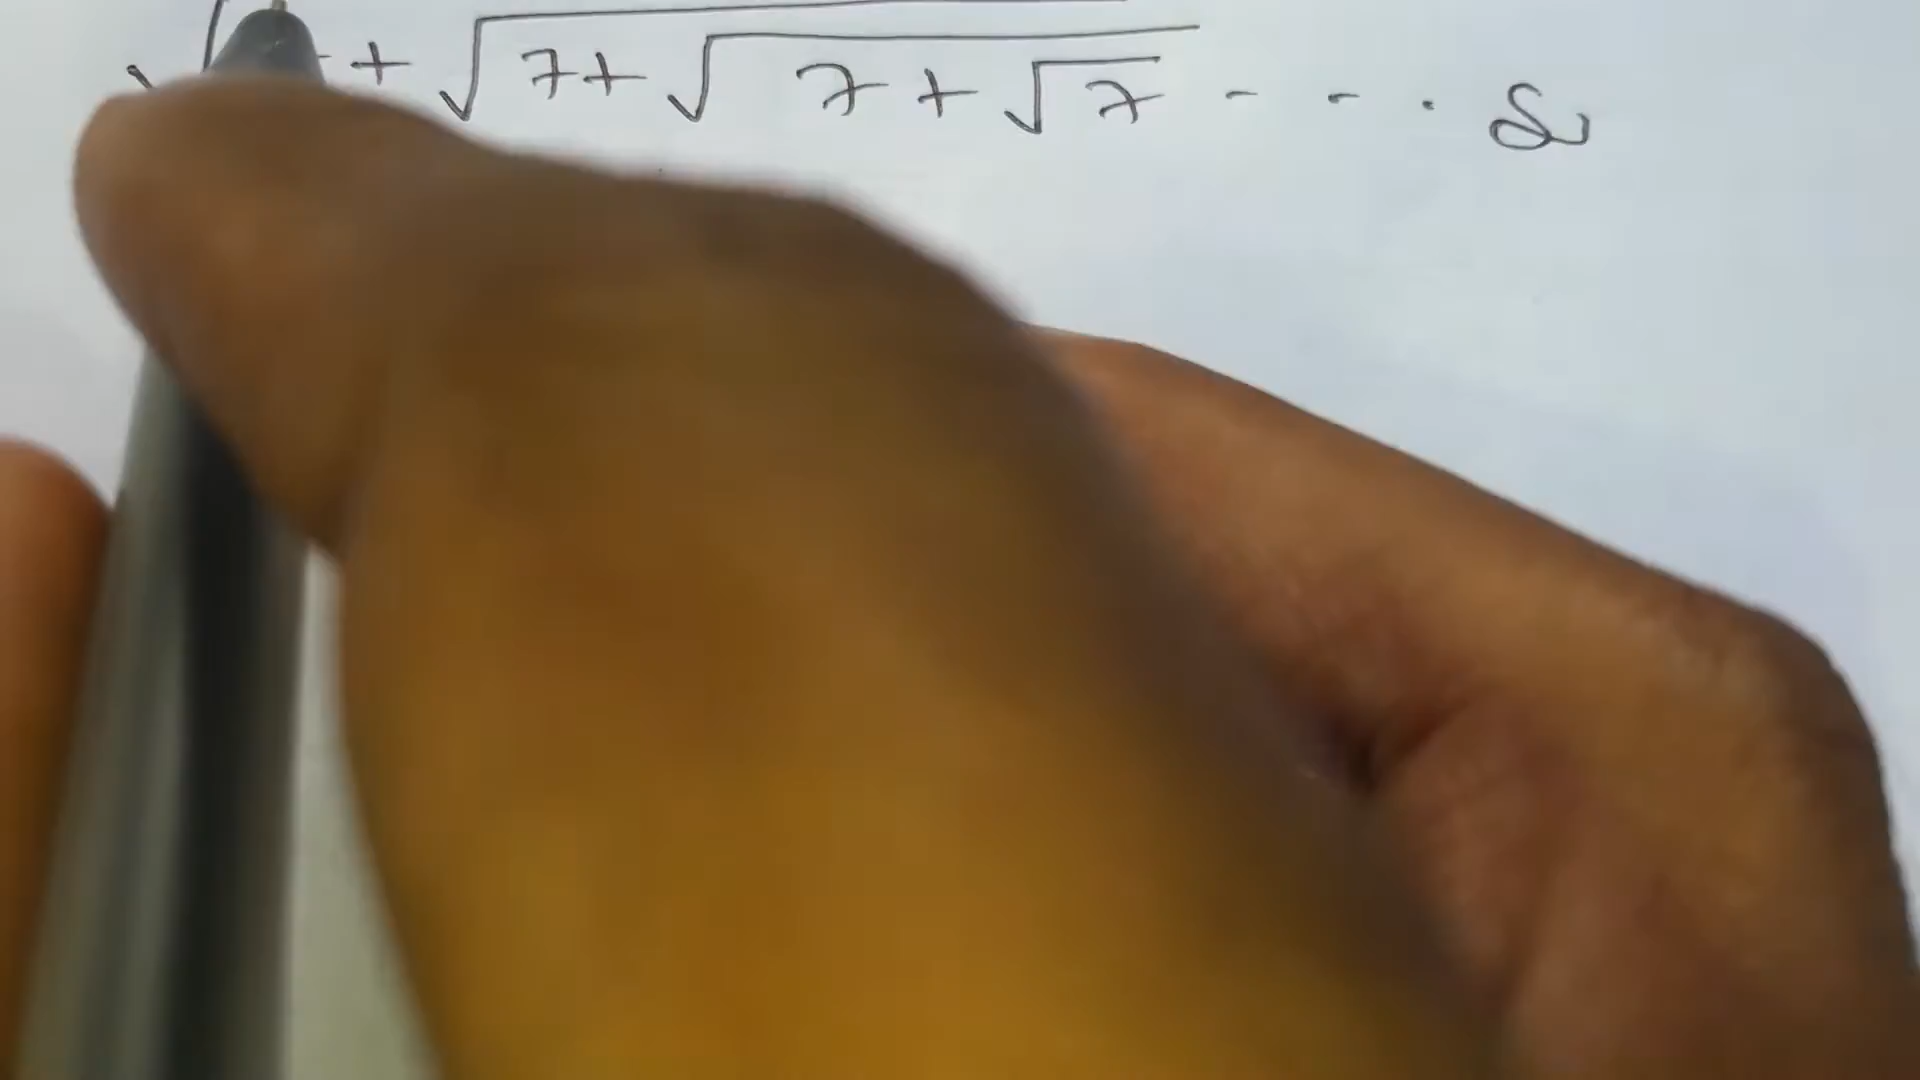 √ + √7+√7+√7 - - . ∞